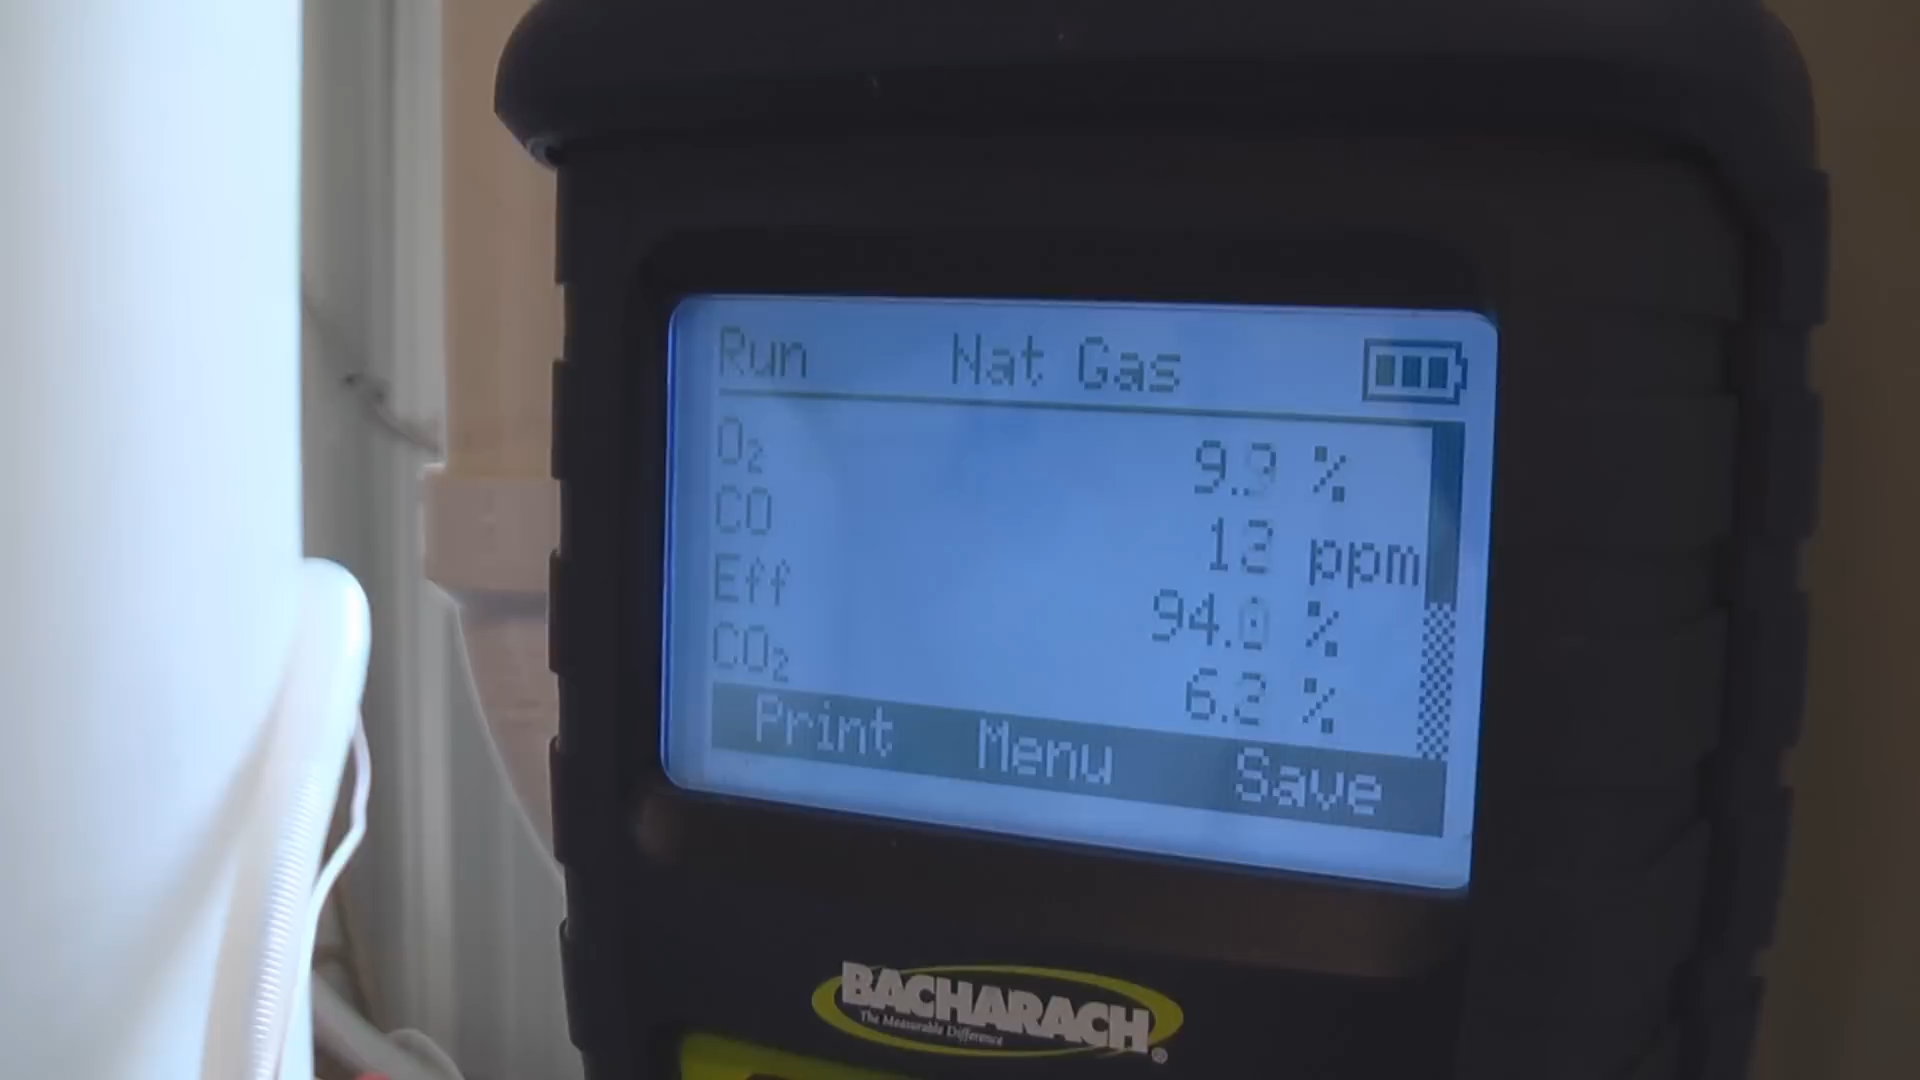 Run Nat Gas
O₂ 9.9 %
CO 12 ppm
Eff 94.0 %
CO₂ 6.2 %
Print Menu Save
BACHARACH®
The Measurable Difference